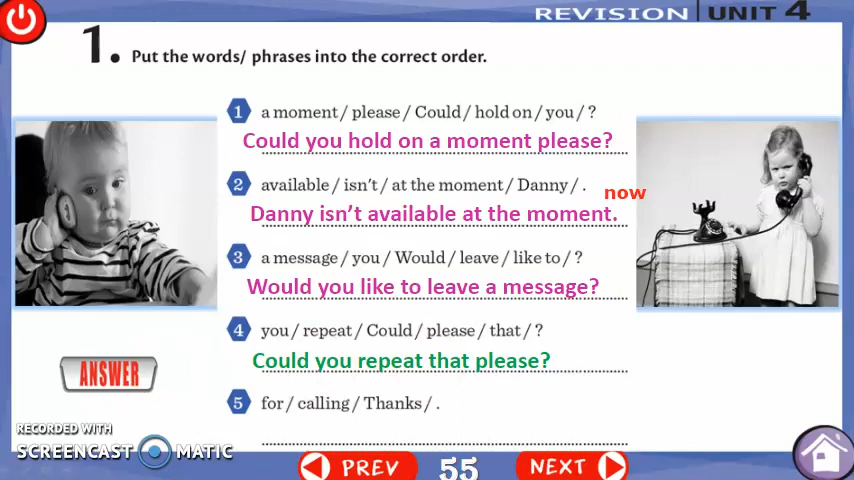 REVISION UNIT 4
1. Put the words/ phrases into the correct order.
1 a moment / please / Could / hold on / you / ?
Could you hold on a moment please?
2 available / isn't / at the moment / Danny / .
now
Danny isn't available at the moment.
3 a message / you / Would / leave / like to / ?
Would you like to leave a message?
4 you / repeat / Could / please / that / ?
Could you repeat that please?
ANSWER
5 for / calling / Thanks / .
RECORDED WITH
SCREENCAST MATIC
PREV 55 NEXT